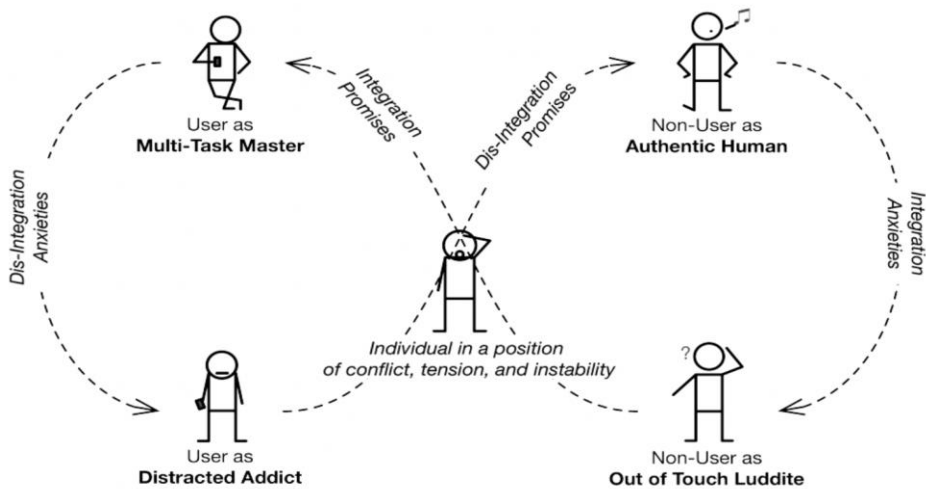 User as
Multi-Task Master
Integration
Promises
Dis-Integration
Promises
Non-User as
Authentic Human
Dis-Integration
Anxieties
Integration
Anxieties
Individual in a position
of conflict, tension, and instability
?
User as
Distracted Addict
Non-User as
Out of Touch Luddite